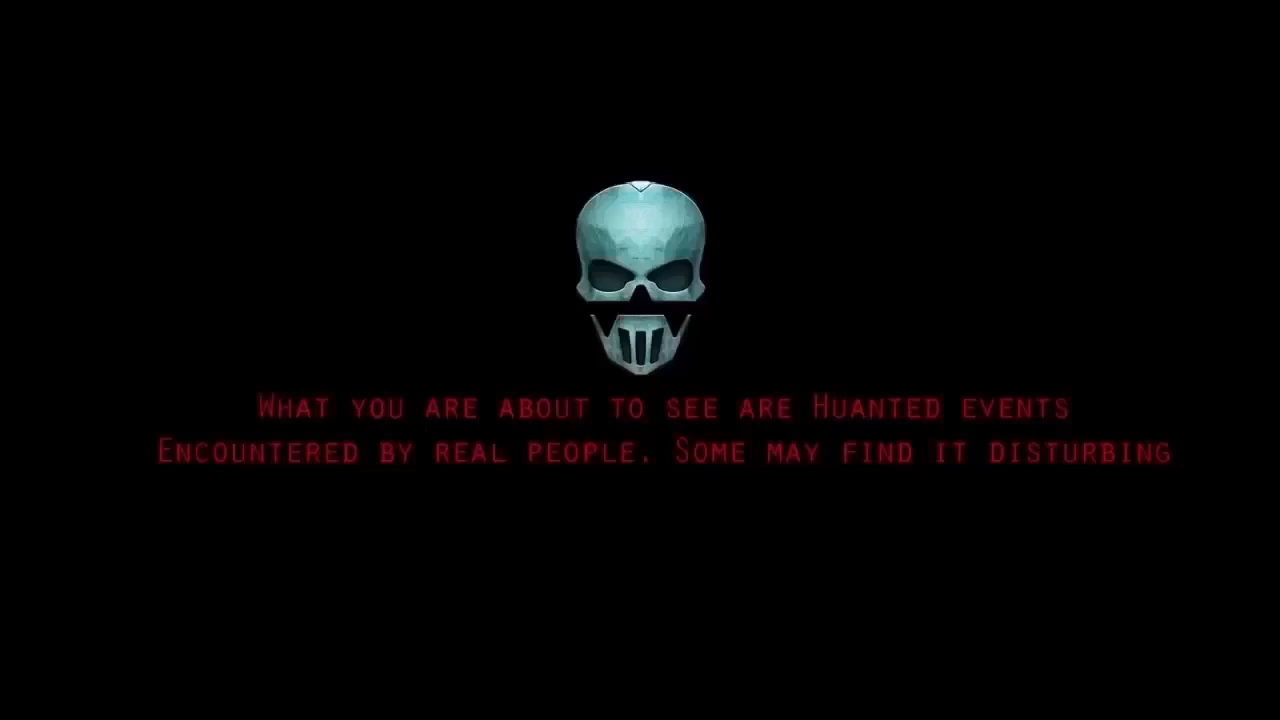 What you are about to see are Huanted events
Encountered by real people. Some may find it disturbing